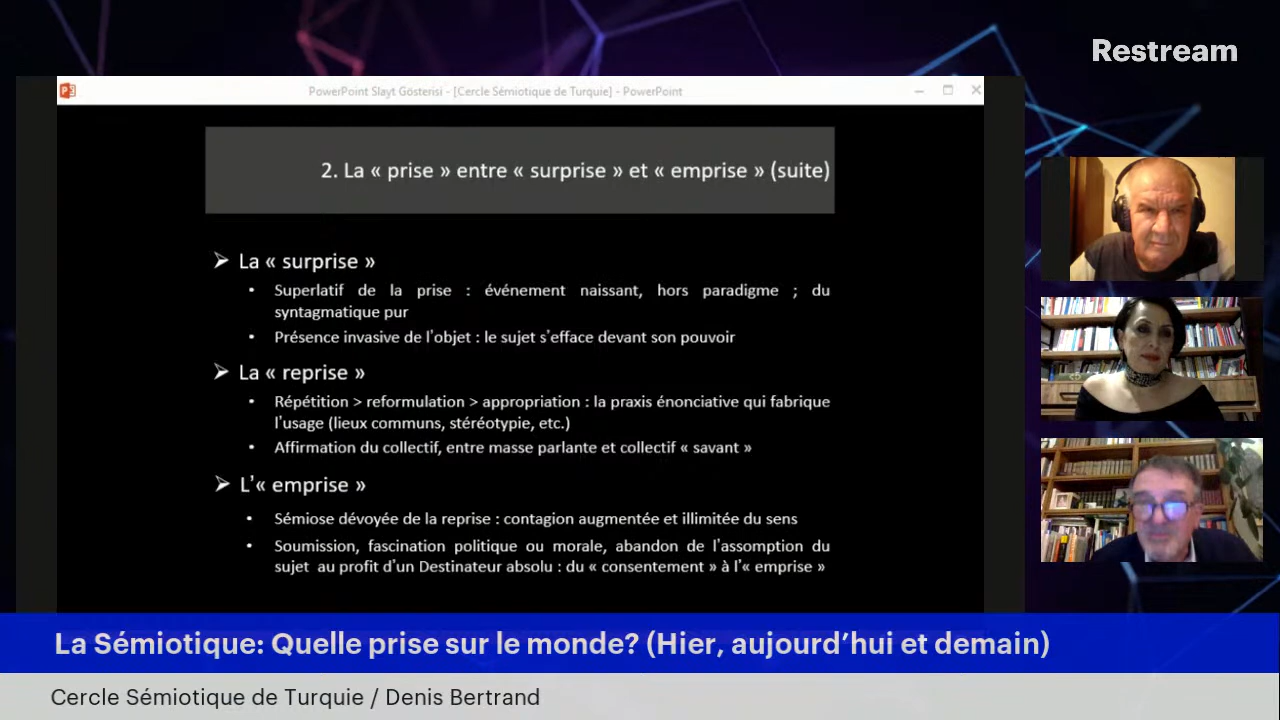 Restream
PowerPoint Slayt Gösterisi - [Cercle Sémiotique de Turquie] - PowerPoint
2. La « prise » entre « surprise » et « emprise » (suite)
La « surprise »
Superlatif de la prise : événement naissant, hors paradigme ; du
syntagmatique pur
Présence invasive de l'objet : le sujet s'efface devant son pouvoir
La « reprise »
Répétition > reformulation > appropriation : la praxis énonciative qui fabrique
l'usage (lieux communs, stéréotypie, etc.)
Affirmation du collectif, entre masse parlante et collectif « savant »
L'« emprise »
Sémiose dévoyée de la reprise : contagion augmentée et illimitée du sens
Soumission, fascination politique ou morale, abandon de l'assomption du
sujet au profit d'un Destinateur absolu : du « consentement » à l'« emprise »
La Sémiotique: Quelle prise sur le monde? (Hier, aujourd’hui et demain)
Cercle Sémiotique de Turquie / Denis Bertrand